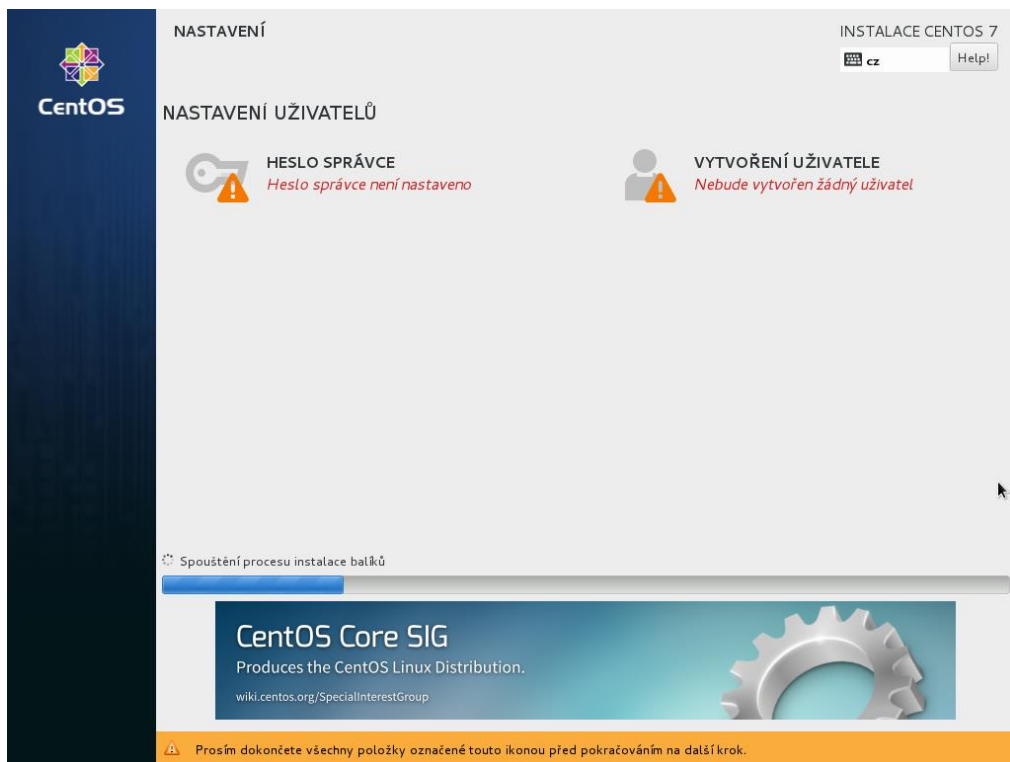 CentOS
NASTAVENÍ
INSTALACE CENTOS 7
cz
Help!
NASTAVENÍ UŽIVATELŮ
HESLO SPRÁVCE
Heslo správce není nastaveno
VYTVOŘENÍ UŽIVATELE
Nebude vytvořen žádný uživatel
Spouštění procesu instalace balíků
CentOS Core SIG
Produces the CentOS Linux Distribution.
wiki.centos.org/SpecialInterestGroup
Prosím dokončete všechny položky označené touto ikonou před pokračováním na další krok.